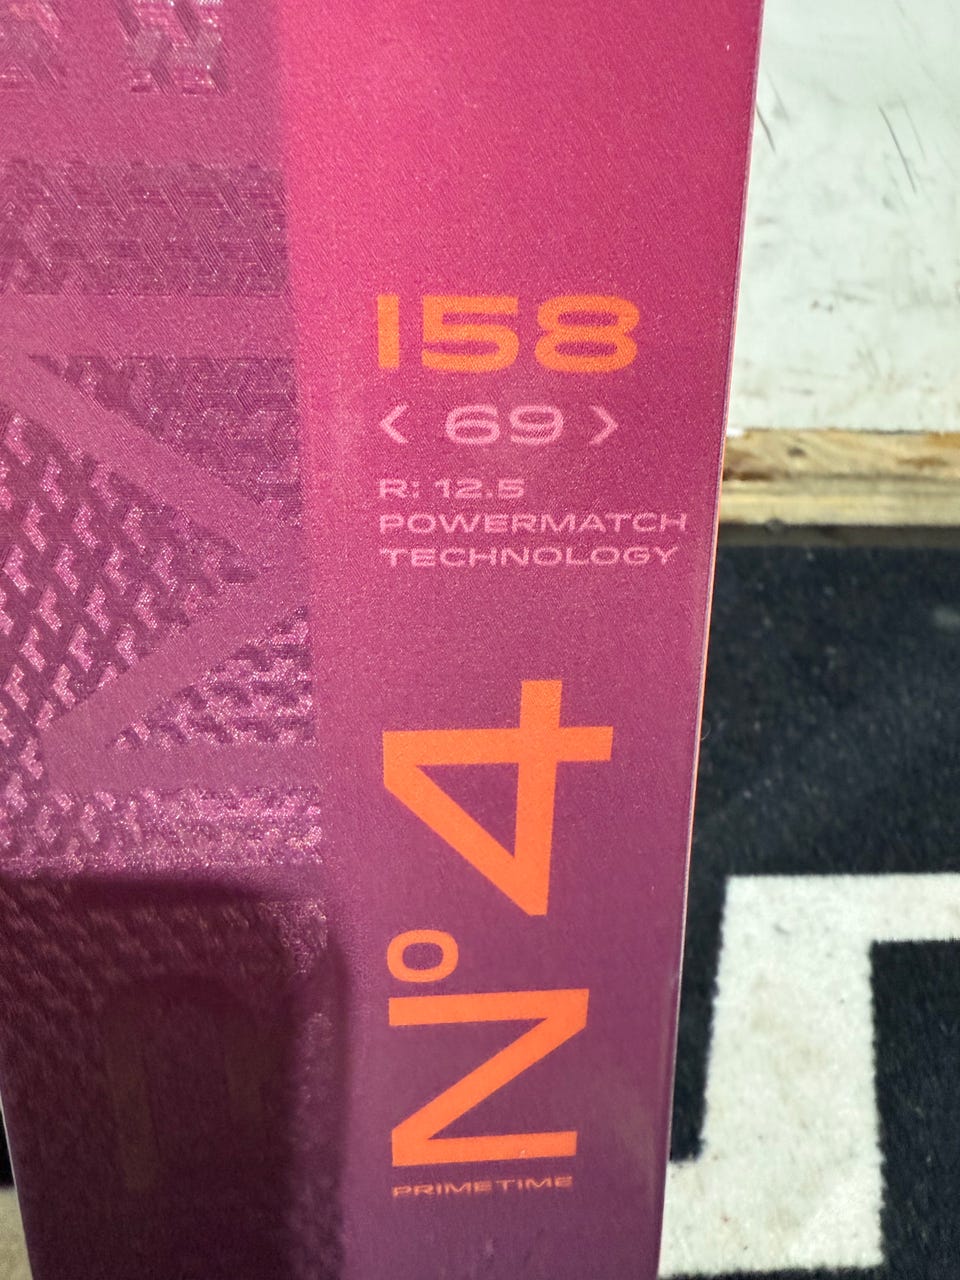 158
< 69 >
R: 12.5
POWERMATCH
TECHNOLOGY
Nº4
PRIMETIME